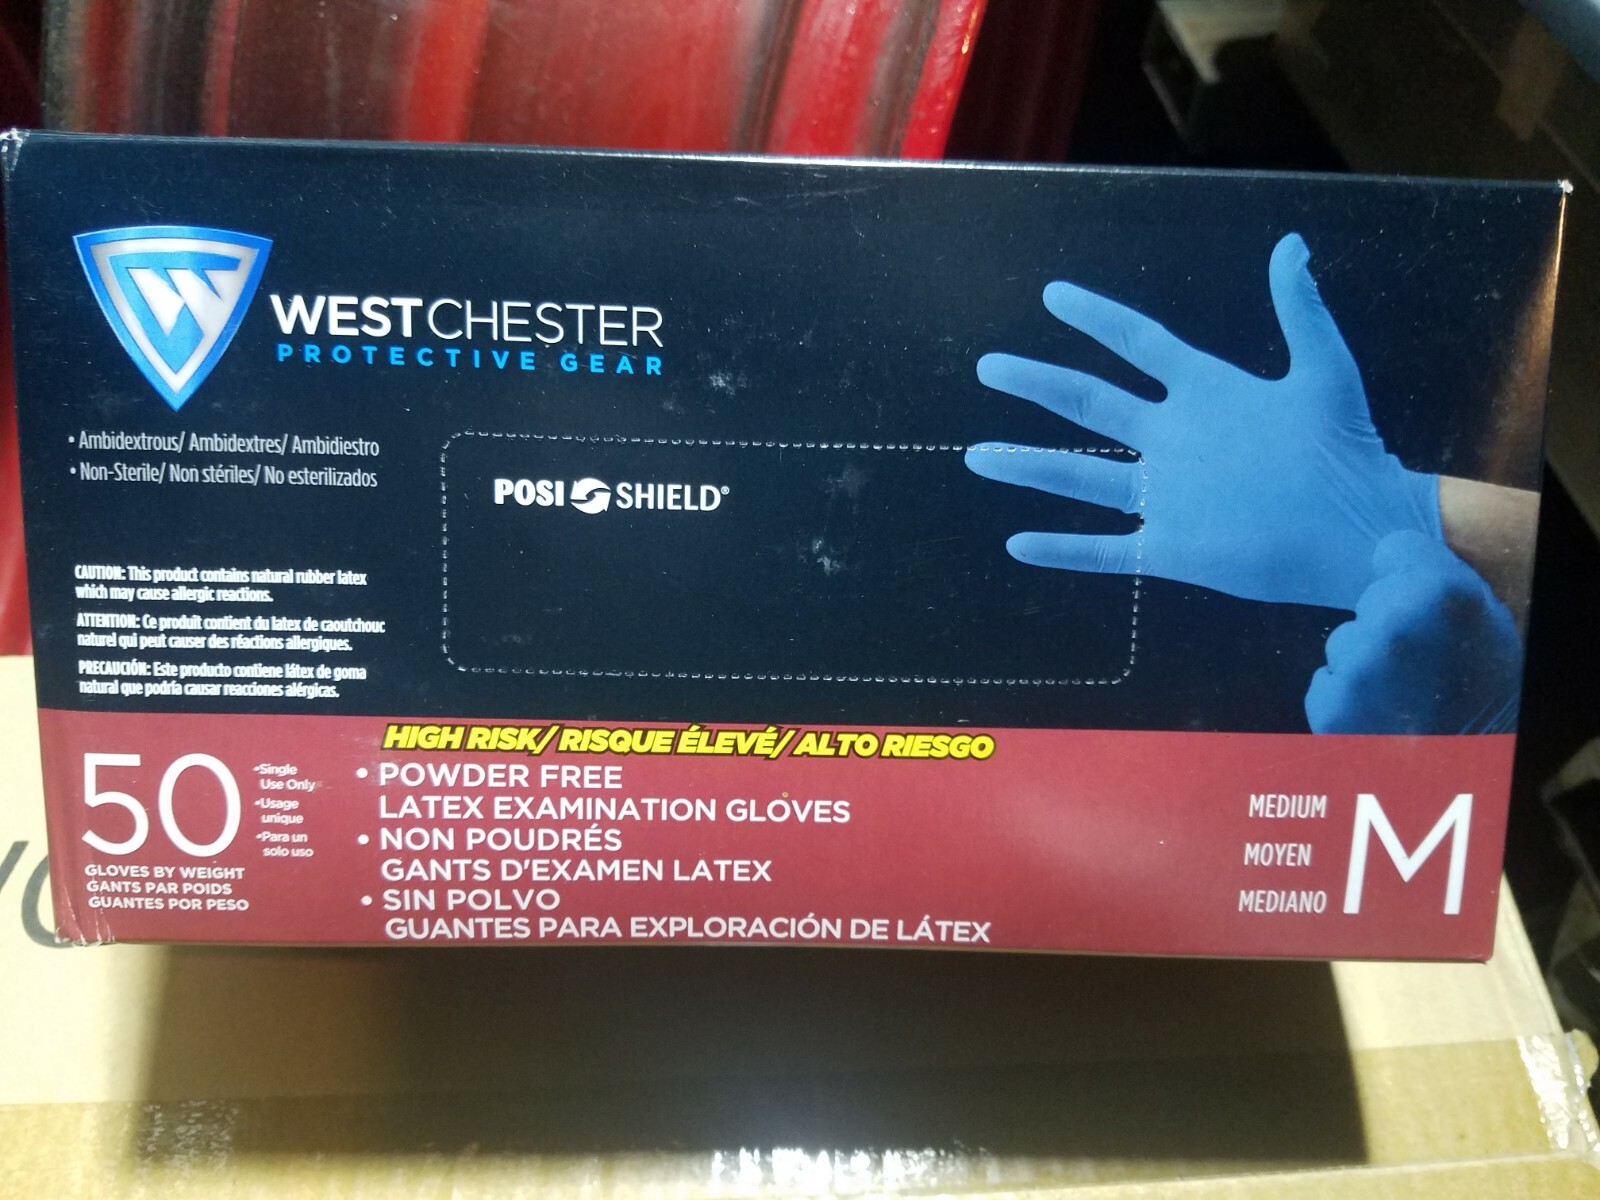 WESTCHESTER
PROTECTIVE GEAR
• Ambidextrous/ Ambidextres/ Ambidiestro
• Non-Sterile/ Non stériles/ No esterilizados
POSI SHIELD®
CAUTION: This product contains natural rubber latex
which may cause allergic reactions.
ATTENTION: Ce produit contient du latex de caoutchouc
naturel qui peut causer des réactions allergiques.
PRECAUCIÓN: Este producto contiene látex de goma
natural que podría causar reacciones alérgicas.
HIGH RISK/ RISQUE ÉLEVÉ/ ALTO RIESGO
50
•Single
Use Only
•Usage
unique
•Para un
solo uso
GLOVES BY WEIGHT
GANTS PAR POIDS
GUANTES POR PESO
• POWDER FREE
LATEX EXAMINATION GLOVES
• NON POUDRÉS
GANTS D'EXAMEN LATEX
• SIN POLVO
GUANTES PARA EXPLORACIÓN DE LÁTEX
MEDIUM
MOYEN
MEDIANO
M